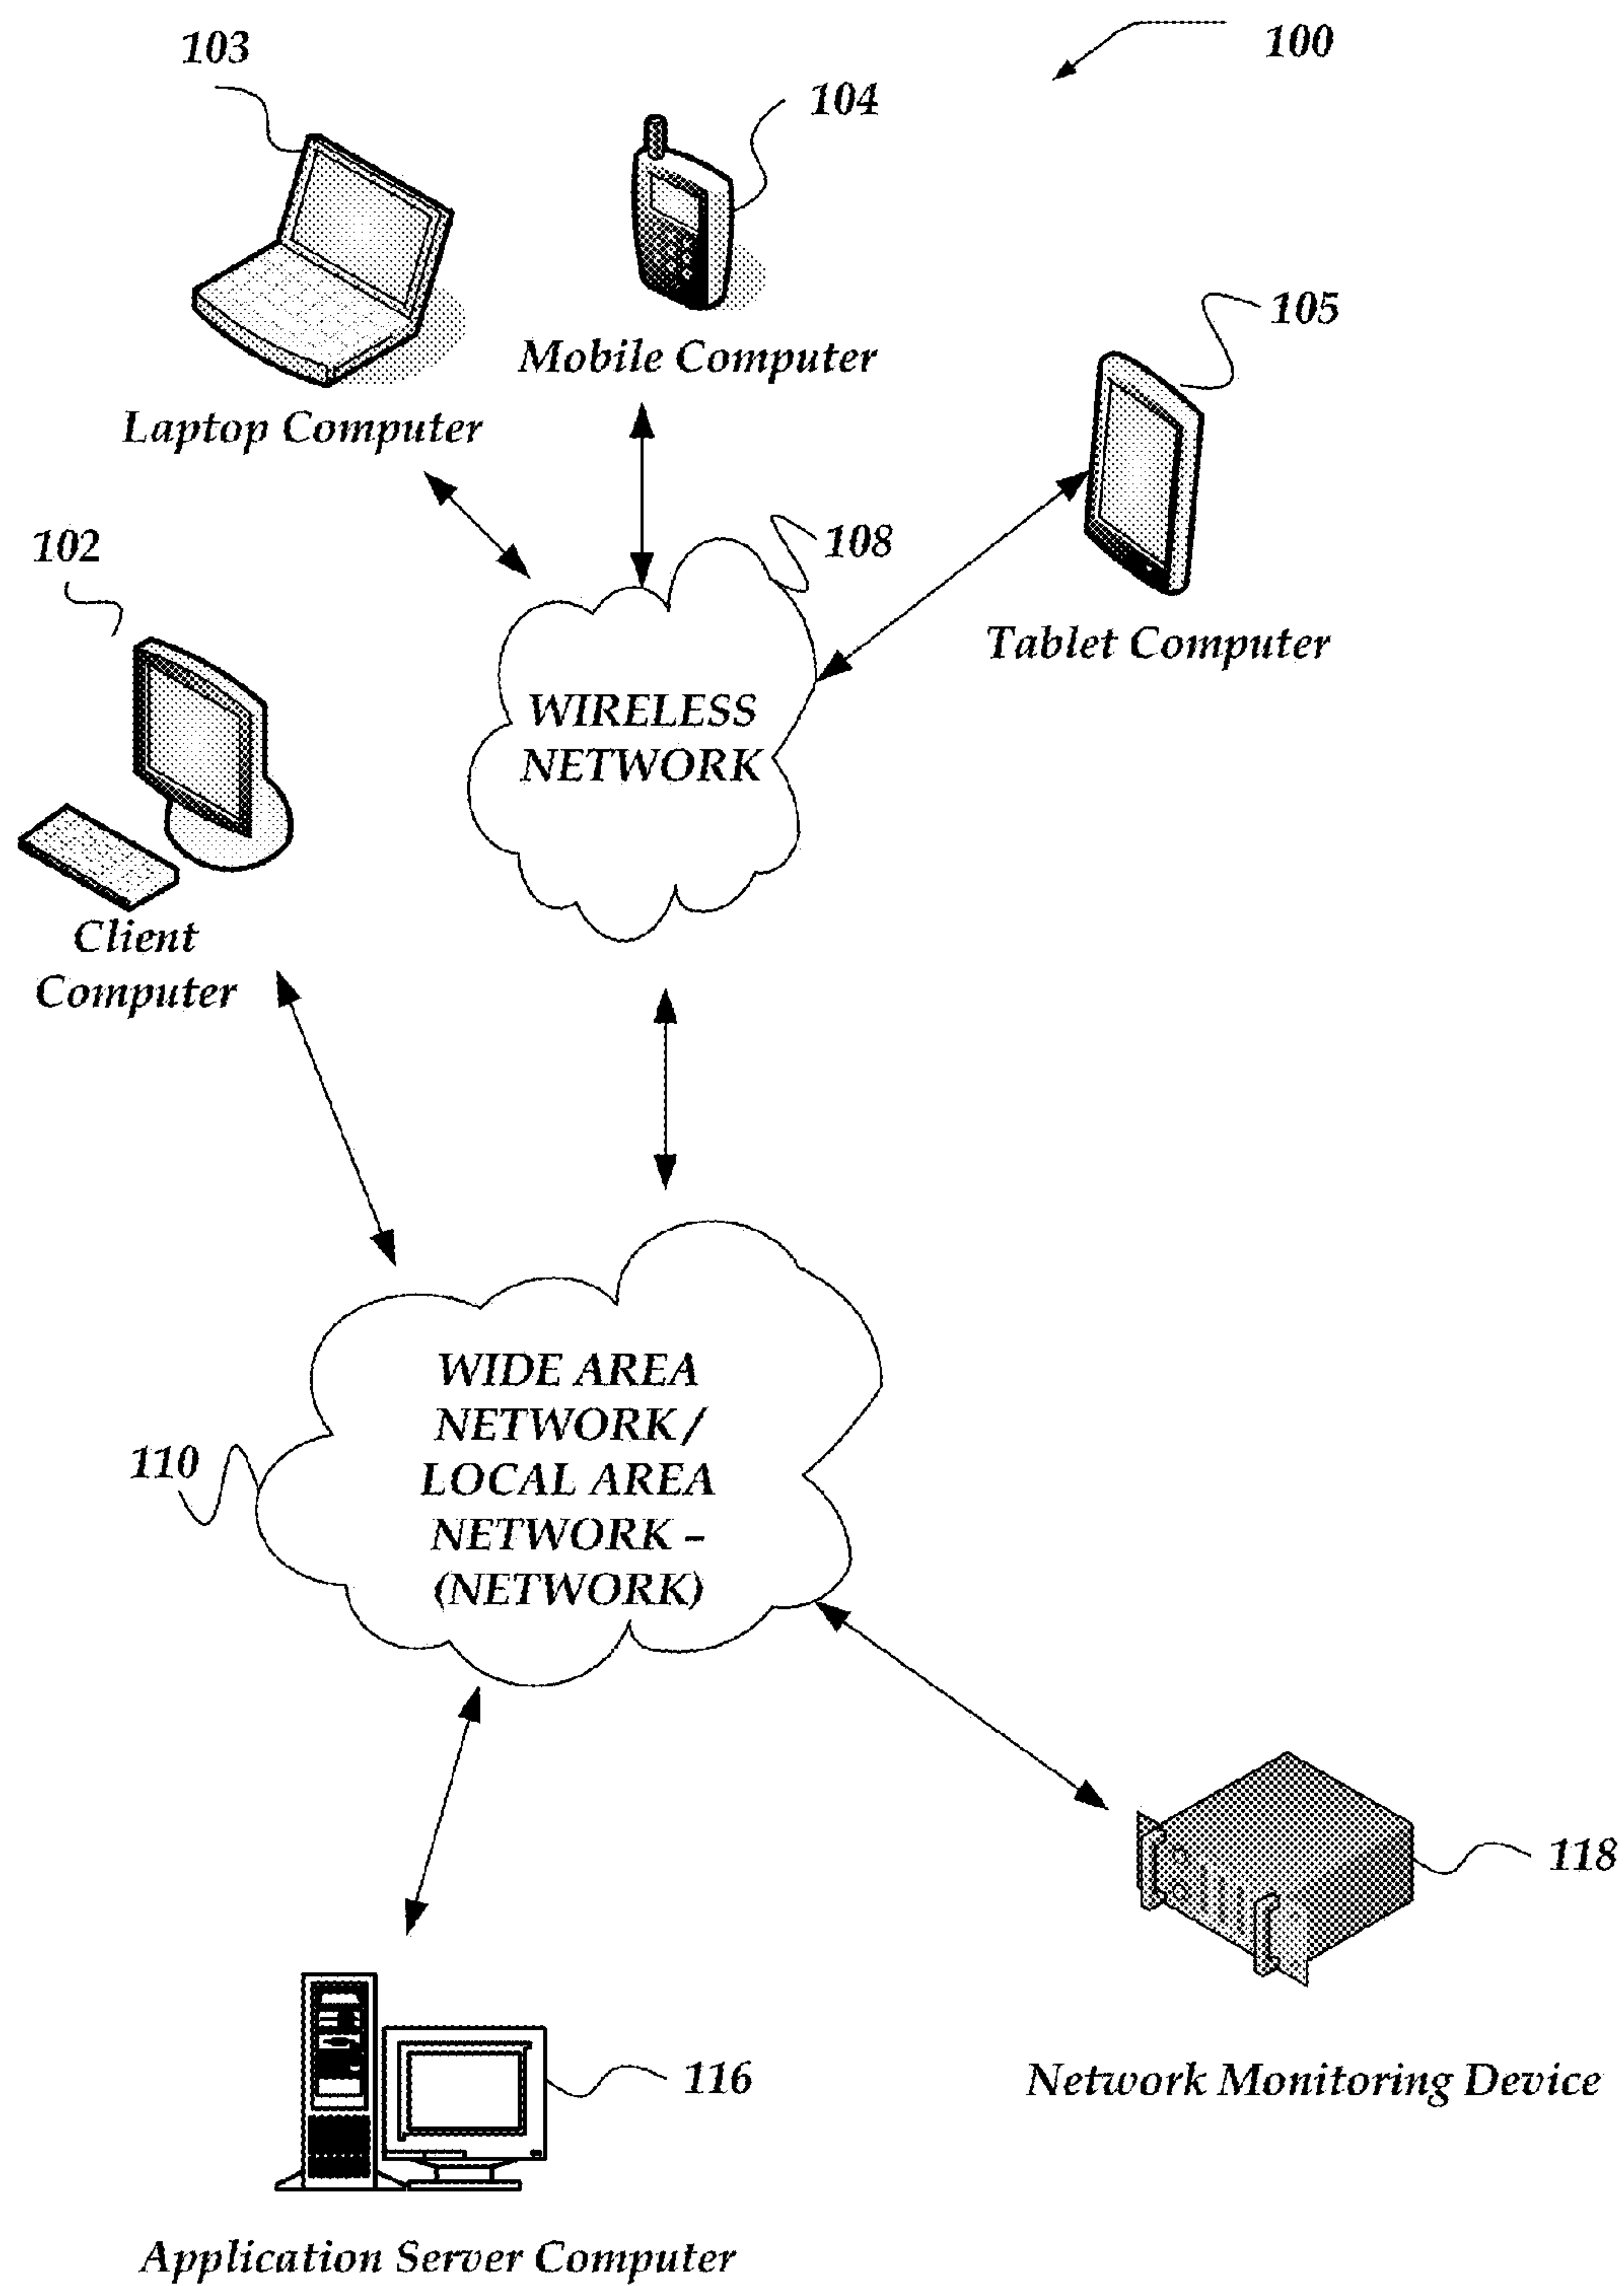 100
103
104
Mobile Computer
105
Laptop Computer
108
102
Tablet Computer
WIRELESS
NETWORK
Client
Computer
WIDE AREA
NETWORK /
LOCAL AREA
NETWORK –
(NETWORK)
110
118
116
Network Monitoring Device
Application Server Computer